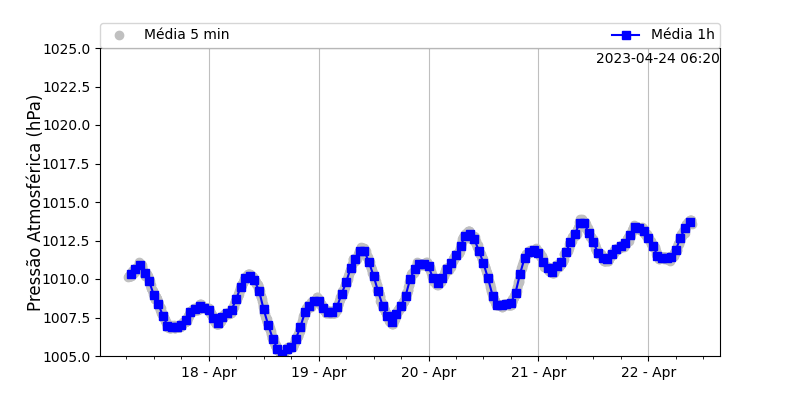 Média 5 min
Média 1h
2023-04-24 06:20
Pressão Atmosférica (hPa)
1025.0
1022.5
1020.0
1017.5
1015.0
1012.5
1010.0
1007.5
1005.0
18 - Apr
19 - Apr
20 - Apr
21 - Apr
22 - Apr